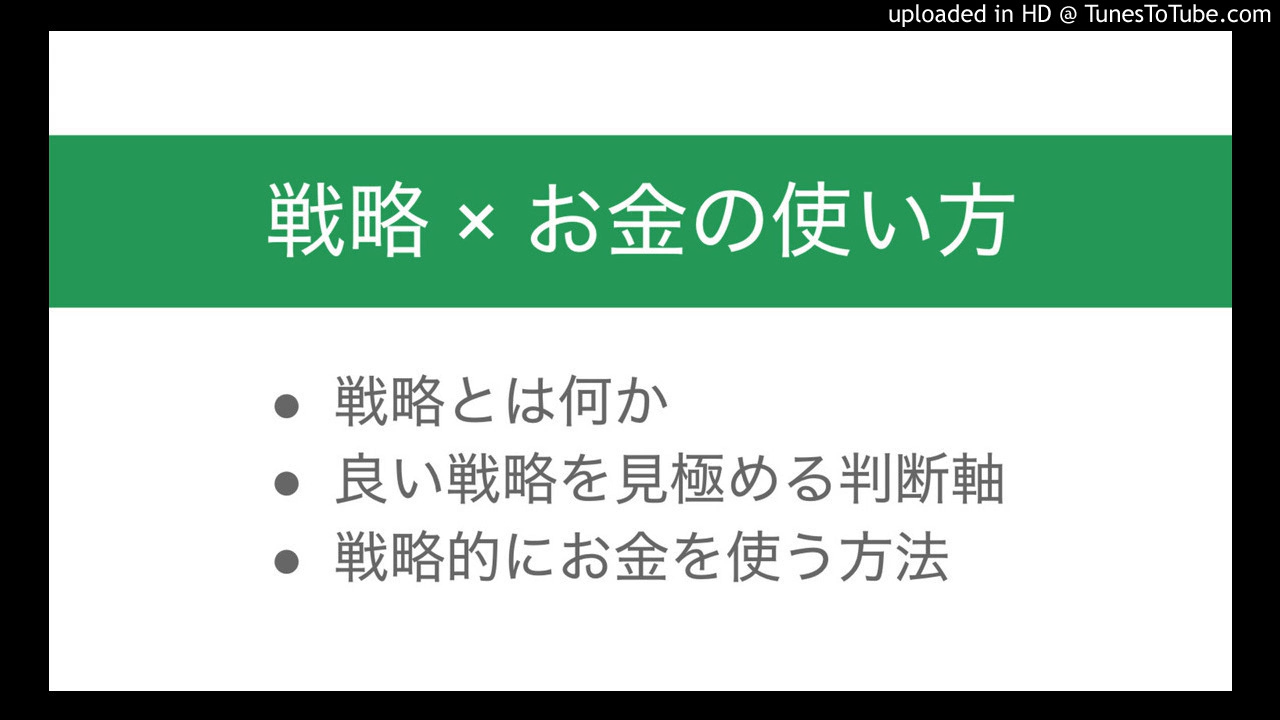 uploaded in HD @ TunesToTube.com
戦略 × お金の使い方
● 戦略とは何か
● 良い戦略を見極める判断軸
● 戦略的にお金を使う方法